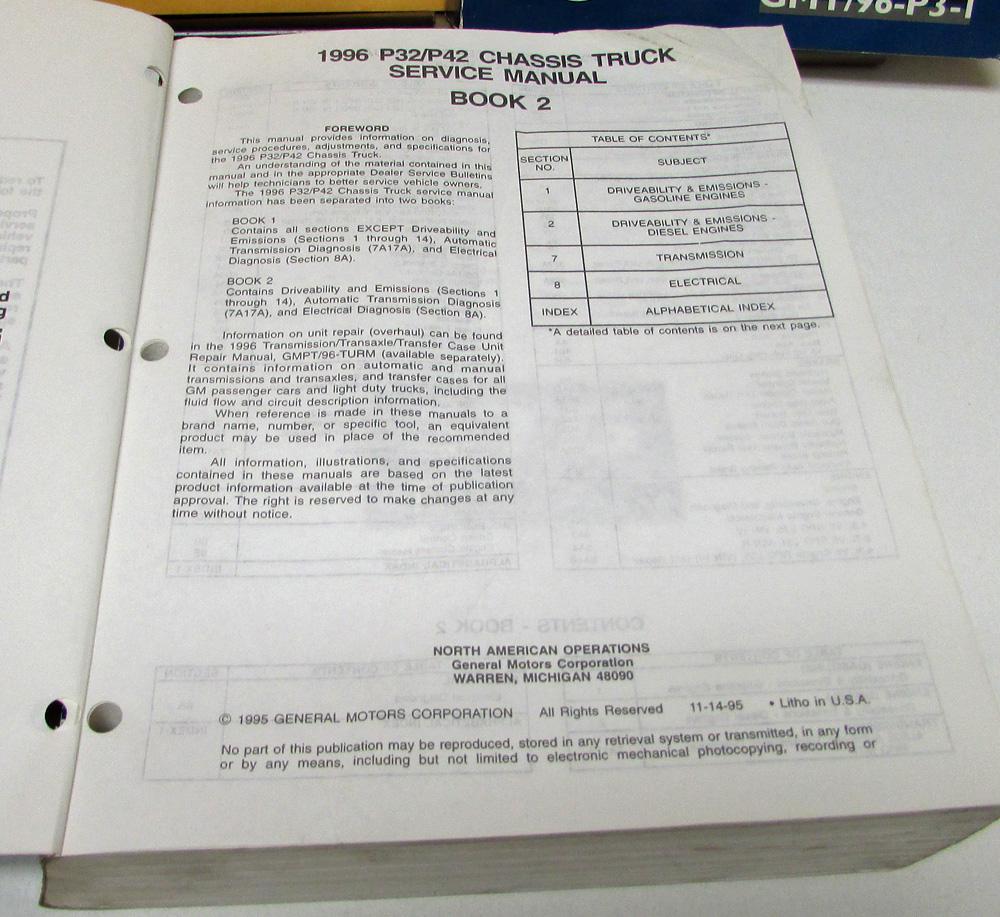 GMT/96-P3-1
1996 P32/P42 CHASSIS TRUCK
SERVICE MANUAL
BOOK 2
FOREWORD
This manual provides information on diagnosis,
service procedures, adjustments, and specifications for
the 1996 P32/P42 Chassis Truck.
An understanding of the material contained in this
manual and in the appropriate Dealer Service Bulletins
will help technicians to better service vehicle owners.
The 1996 P32/P42 Chassis Truck service manual
information has been separated into two books:
BOOK 1
Contains all sections EXCEPT Driveability and
Emissions (Sections 1 through 14), Automatic
Transmission Diagnosis (7A17A), and Electrical
Diagnosis (Section 8A).
BOOK 2
Contains Driveability and Emissions (Sections 1
through 14), Automatic Transmission Diagnosis
(7A17A), and Electrical Diagnosis (Section 8A).
Information on unit repair (overhaul) can be found
in the 1996 Transmission/Transaxle/Transfer Case Unit
Repair Manual, GMPT/96-TURM (available separately).
It contains information on automatic and manual
transmissions and transaxles, and transfer cases for all
GM passenger cars and light duty trucks, including the
fluid flow and circuit description information.
When reference is made in these manuals to a
brand name, number, or specific tool, an equivalent
product may be used in place of the recommended
item.
All information, illustrations, and specifications
contained in these manuals are based on the latest
product information available at the time of publication
approval. The right is reserved to make changes at any
time without notice.
TABLE OF CONTENTS*
SECTION NO. SUBJECT
1 DRIVEABILITY & EMISSIONS -
GASOLINE ENGINES
2 DRIVEABILITY & EMISSIONS -
DIESEL ENGINES
7 TRANSMISSION
8 ELECTRICAL
INDEX ALPHABETICAL INDEX
*A detailed table of contents is on the next page.
NORTH AMERICAN OPERATIONS
General Motors Corporation
WARREN, MICHIGAN 48090
© 1995 GENERAL MOTORS CORPORATION All Rights Reserved 11-14-95 • Litho in U.S.A.
No part of this publication may be reproduced, stored in any retrieval system or transmitted, in any form
or by any means, including but not limited to electronic mechanical photocopying, recording or